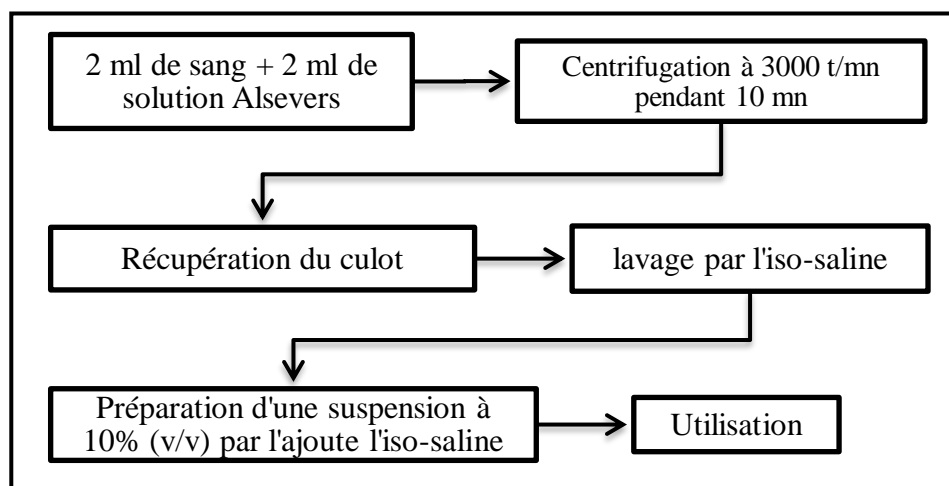 2 ml de sang + 2 ml de
solution Alsevers
Centrifugation à 3000 t/mn
pendant 10 mn
Récupération du culot
lavage par l'iso-saline
Préparation d'une suspension à
10% (v/v) par l'ajoute l'iso-saline
Utilisation